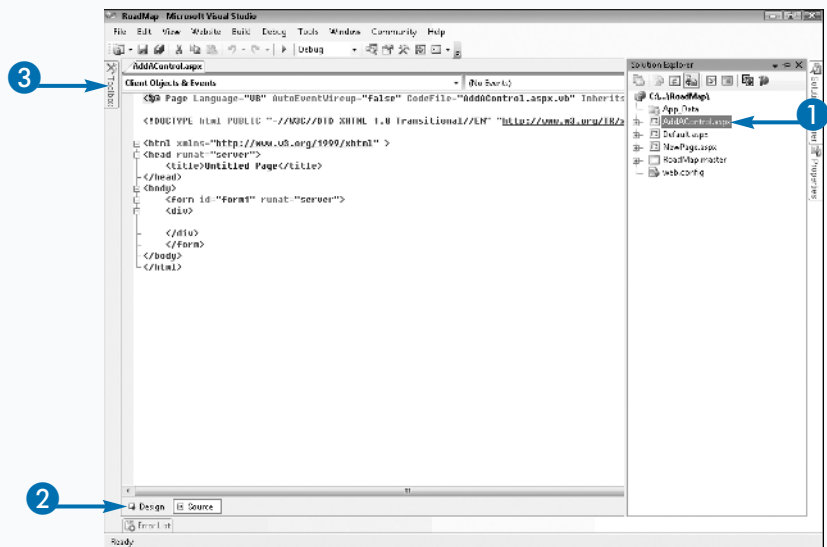 RoadMap - Microsoft Visual Studio
File Edit View Website Build Debug Tools Window Community Help
Debug
AddAControl.aspx
Solution Explorer
3
Toolbox
Client Objects & Events
(No Events)
<%@ Page Language="VB" AutoEventWireup="false" CodeFile="AddAControl.aspx.vb" Inherits
<!DOCTYPE html PUBLIC "-//W3C//DTD XHTML 1.0 Transitional//EN" "http://www.w3.org/TR/x
<html xmlns="http://www.w3.org/1999/xhtml" >
<head runat="server">
<title>Untitled Page</title>
</head>
<body>
<form id="form1" runat="server">
<div>
</div>
</form>
</body>
</html>
C:\...\RoadMap\
App_Data
AddAControl.aspx
1
Default.aspx
NewPage.aspx
RoadMap.master
web.config
Properties
2
Design Source
Error List
Ready